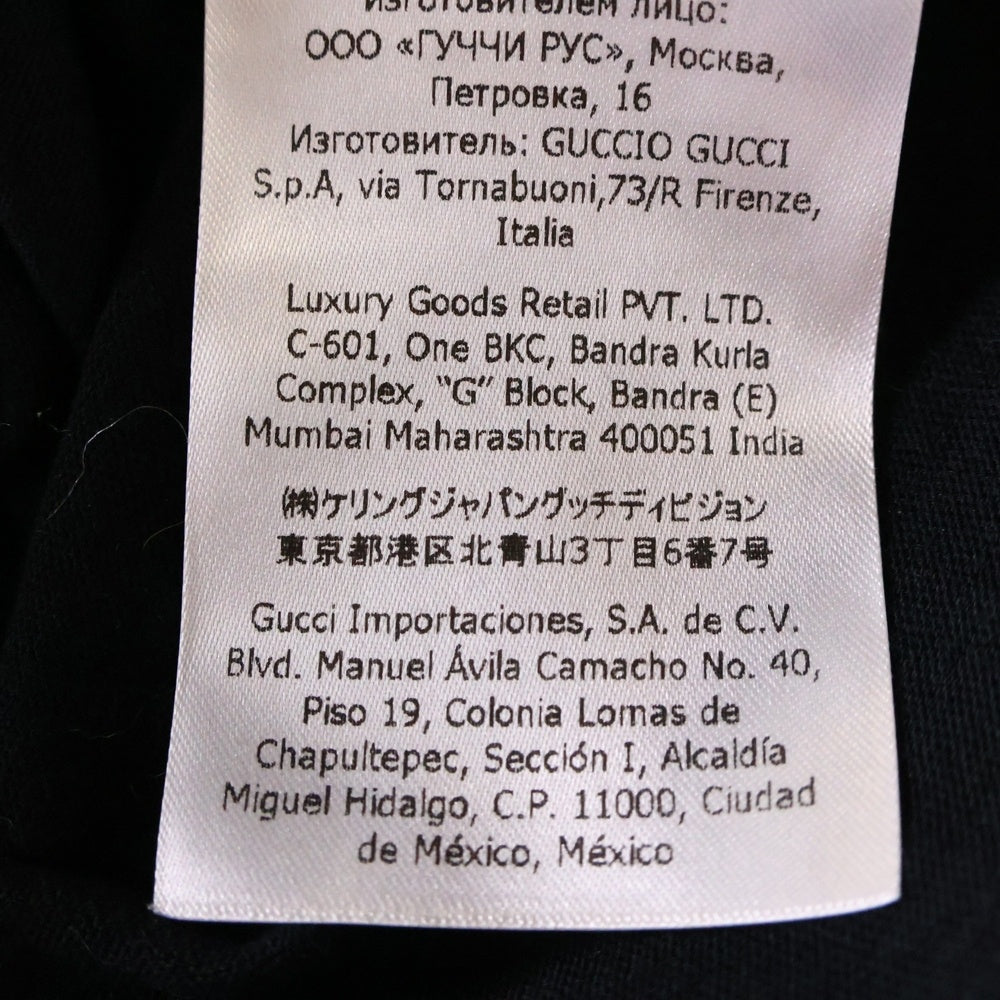 изготовителем лицо:
ООО «ГУЧЧИ РУС», Москва,
Петровка, 16
Изготовитель: GUCCIO GUCCI
S.p.A, via Tornabuoni,73/R Firenze,
Italia
Luxury Goods Retail PVT. LTD.
C-601, One BKC, Bandra Kurla
Complex, "G" Block, Bandra (E)
Mumbai Maharashtra 400051 India
㈱ケリングジャパングッチディビジョン
東京都港区北青山3丁目6番7号
Gucci Importaciones, S.A. de C.V.
Blvd. Manuel Ávila Camacho No. 40,
Piso 19, Colonia Lomas de
Chapultepec, Sección I, Alcaldía
Miguel Hidalgo, C.P. 11000, Ciudad
de México, México